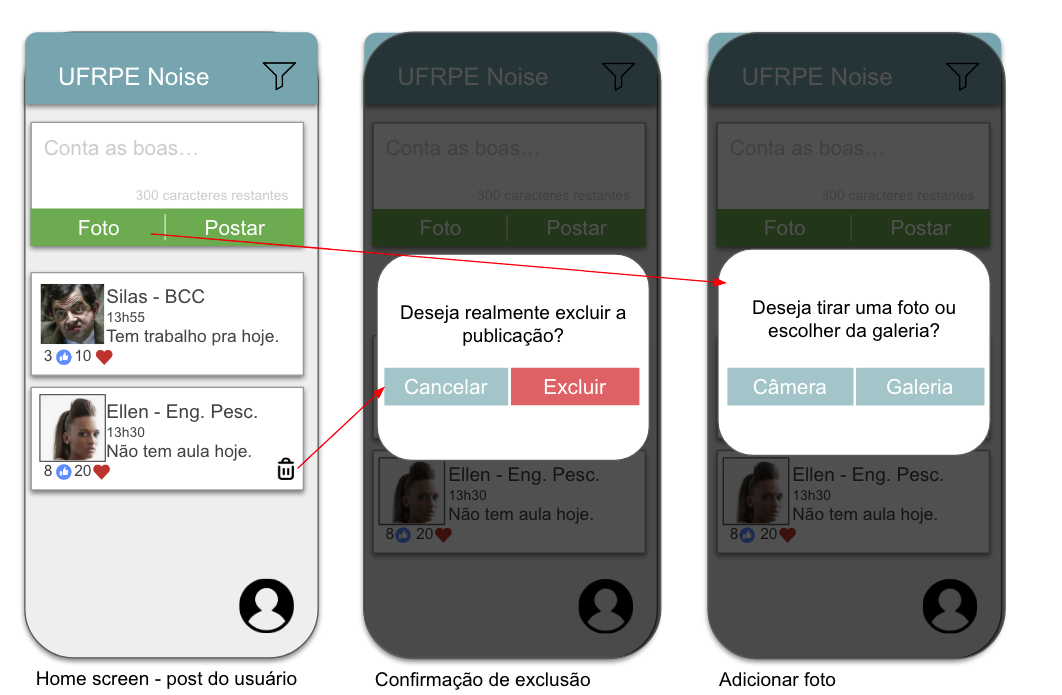 UFRPE Noise
Conta as boas…
300 caracteres restantes
Foto
Postar
Silas - BCC
13h55
Tem trabalho pra hoje.
3 10
Ellen - Eng. Pesc.
13h30
Não tem aula hoje.
8 20
Home screen - post do usuário
UFRPE Noise
Conta as boas…
300 caracteres restantes
Foto
Postar
Deseja realmente excluir a
publicação?
Cancelar
Excluir
Ellen - Eng. Pesc.
13h30
Não tem aula hoje.
8 20
Confirmação de exclusão
UFRPE Noise
Conta as boas…
300 caracteres restantes
Foto
Postar
Deseja tirar uma foto ou
escolher da galeria?
Câmera
Galeria
Ellen - Eng. Pesc.
13h30
Não tem aula hoje.
8 20
Adicionar foto